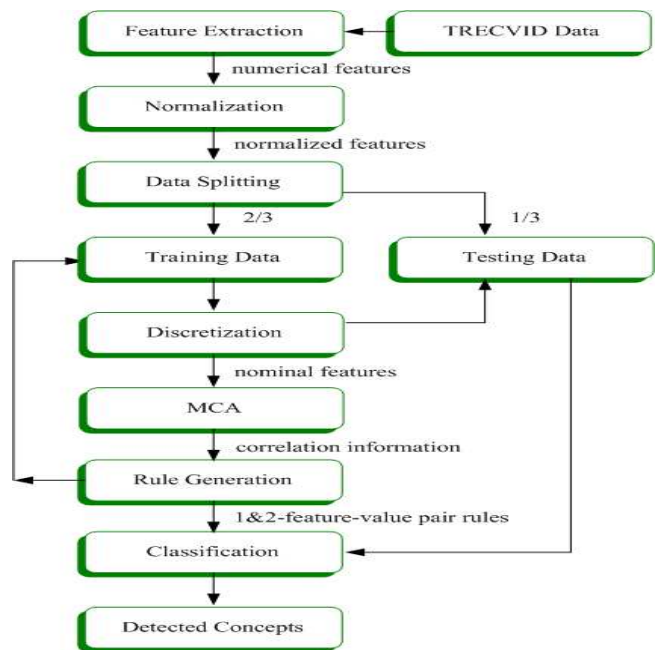 Feature Extraction
TRECVID Data
numerical features
Normalization
normalized features
Data Splitting
2/3
1/3
Training Data
Testing Data
Discretization
nominal features
MCA
correlation information
Rule Generation
1&2-feature-value pair rules
Classification
Detected Concepts